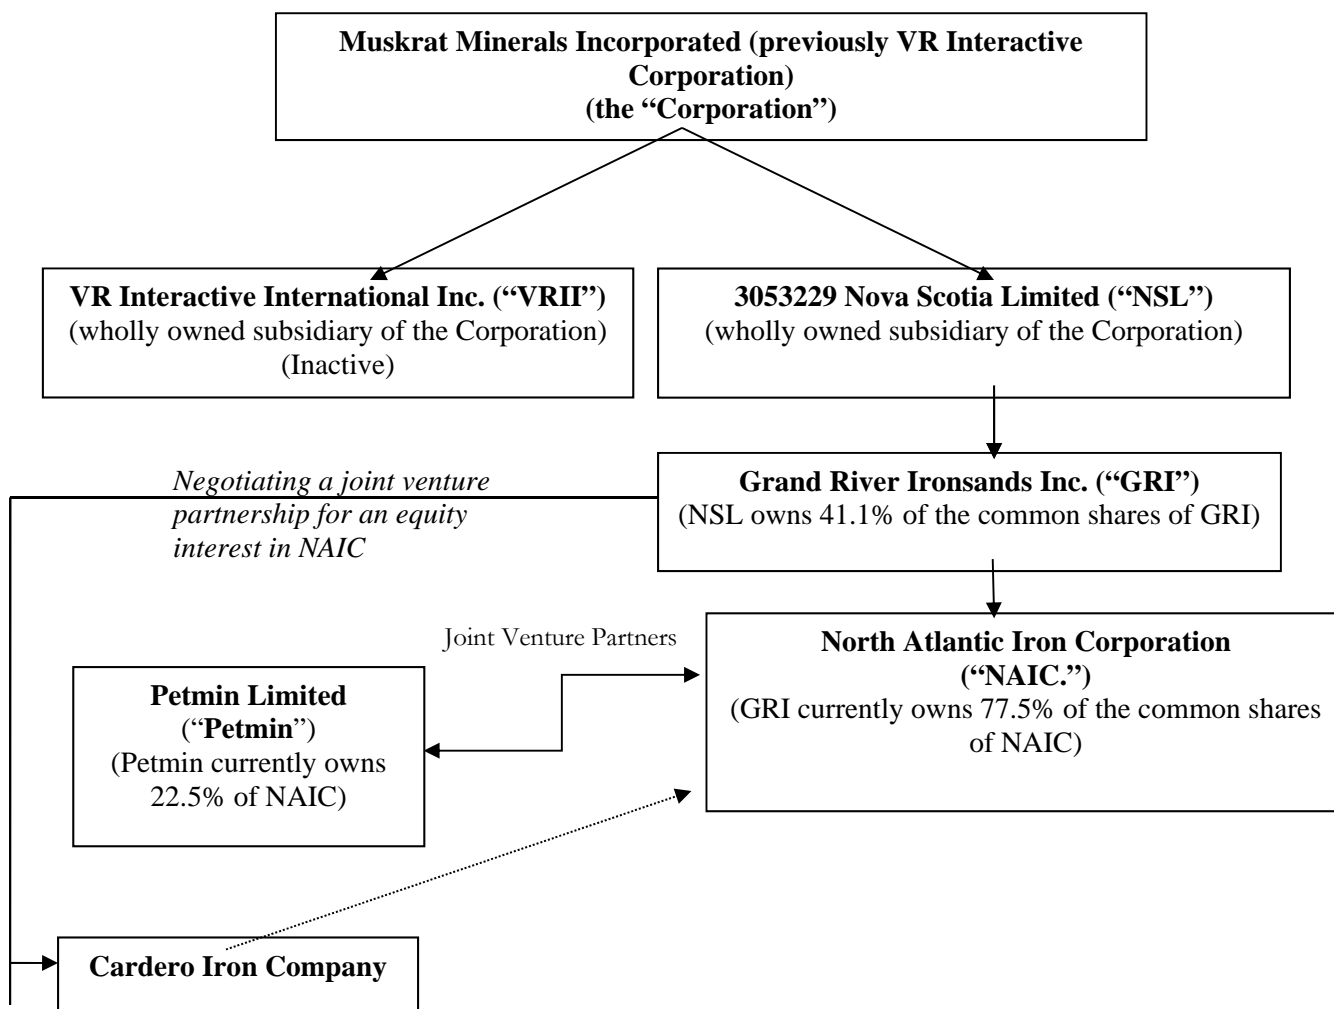 Muskrat Minerals Incorporated (previously VR Interactive
Corporation)
(the “Corporation”)
VR Interactive International Inc. (“VRII”)
(wholly owned subsidiary of the Corporation)
(Inactive)
3053229 Nova Scotia Limited (“NSL”)
(wholly owned subsidiary of the Corporation)
Negotiating a joint venture
partnership for an equity
interest in NAIC
Grand River Ironsands Inc. (“GRI”)
(NSL owns 41.1% of the common shares of GRI)
Joint Venture Partners
North Atlantic Iron Corporation
(“NAIC.”)
(GRI currently owns 77.5% of the common shares
of NAIC)
Petmin Limited
(“Petmin”)
(Petmin currently owns
22.5% of NAIC)
Cardero Iron Company